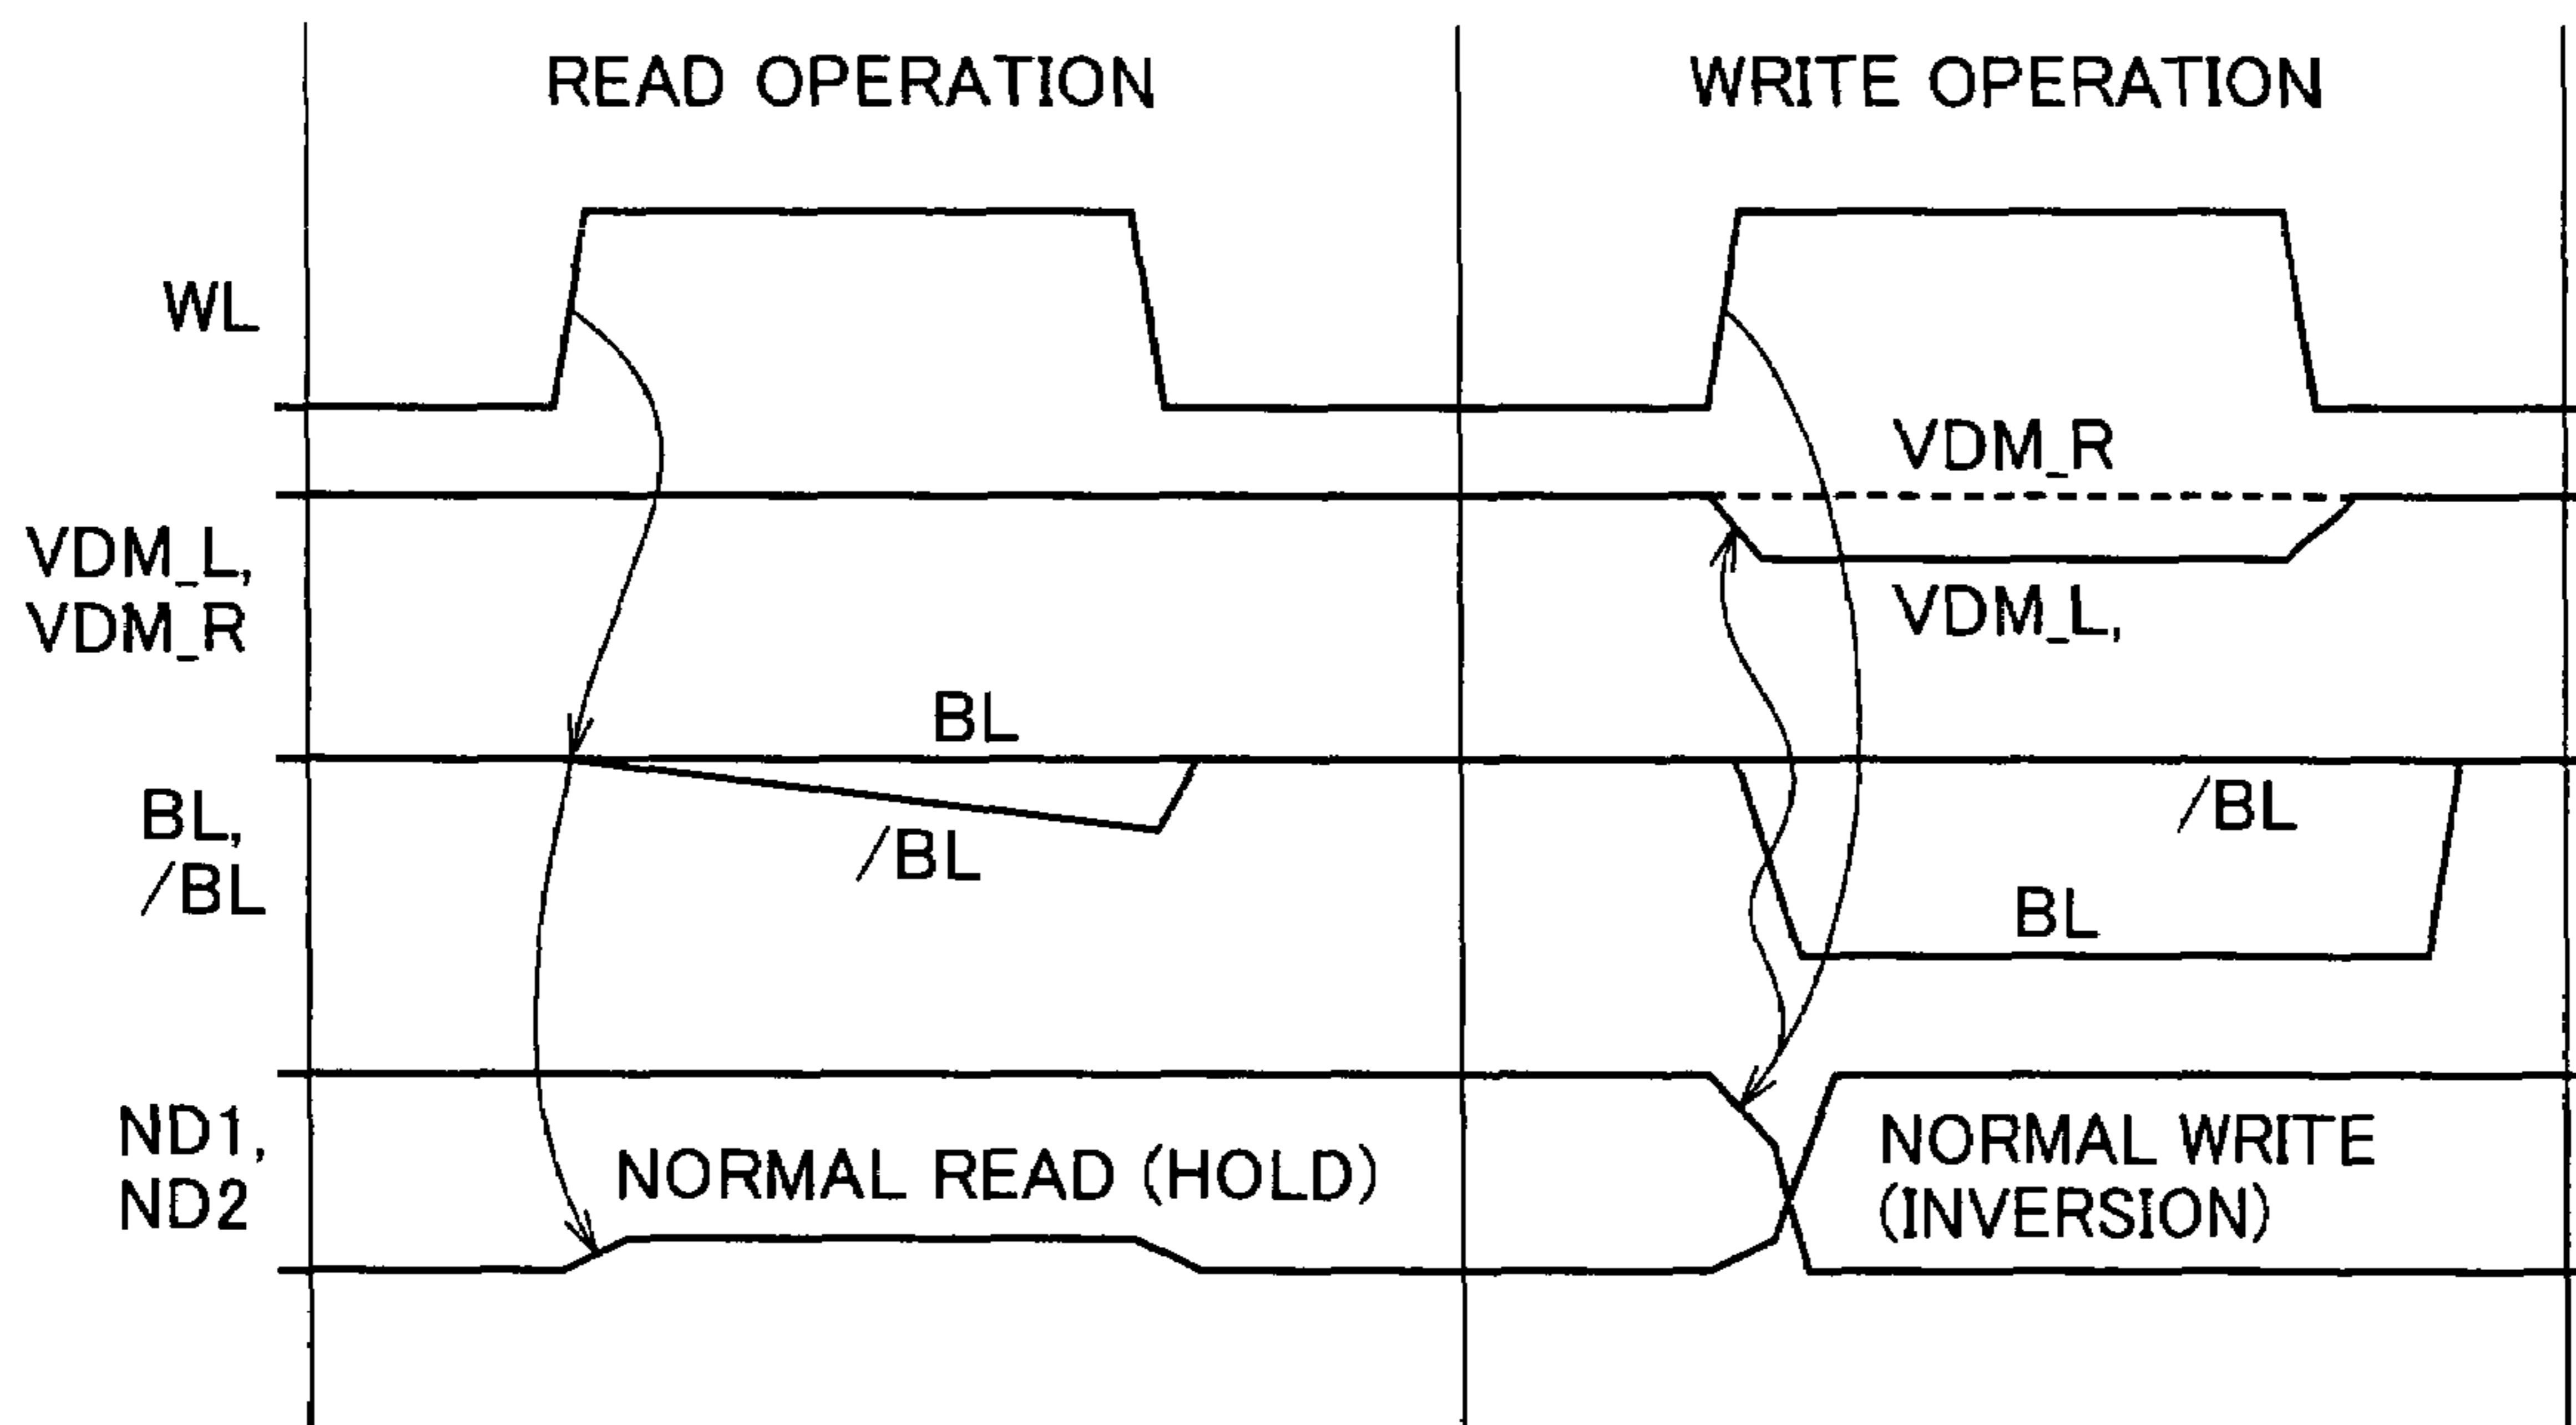 READ OPERATION
WRITE OPERATION
WL
VDM_R
VDM_L,
VDM_R
VDM_L,
BL
BL,
/BL
/BL
/BL
BL
ND1,
ND2
NORMAL READ (HOLD)
NORMAL WRITE
(INVERSION)